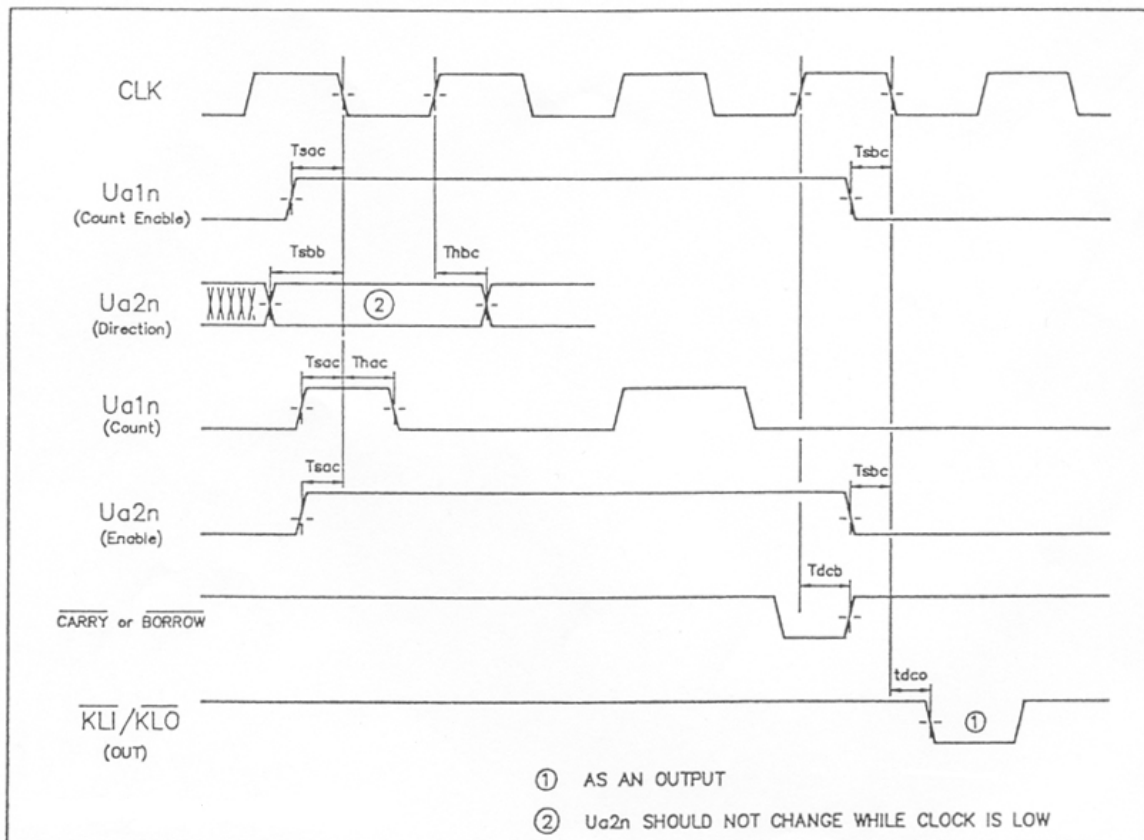 CLK
Tsac Tsbc
Ua1n
(Count Enable)
Tsbb Thbc
Ua2n ②
(Direction)
Tsac Thac
Ua1n
(Count)
Tsac Tsbc
Ua2n
(Enable)
Tdcb
CARRY or BORROW
tdco
KLI/KLO ①
(OUT)
① AS AN OUTPUT
② Ua2n SHOULD NOT CHANGE WHILE CLOCK IS LOW